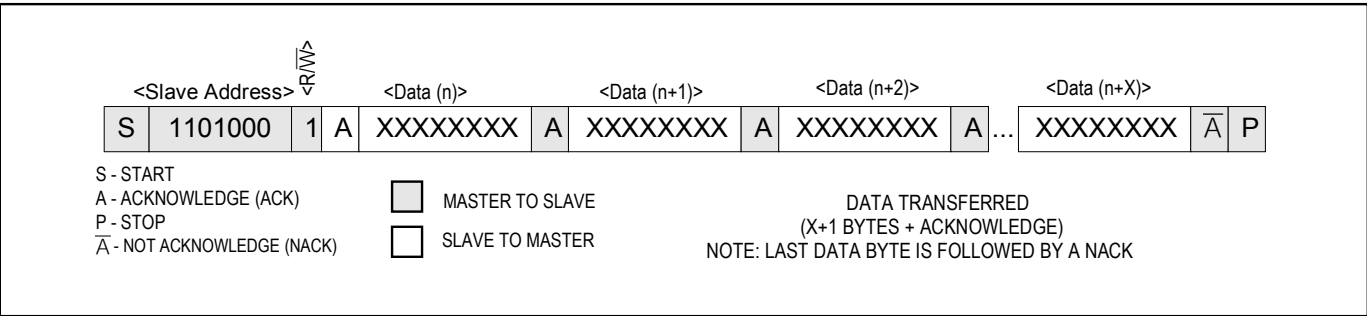 <R/W̅>
<Slave Address> <Data (n)> <Data (n+1)> <Data (n+2)> <Data (n+X)>
S 1101000 1 A XXXXXXXX A XXXXXXXX A XXXXXXXX A ... XXXXXXXX A̅ P
S - START
A - ACKNOWLEDGE (ACK)
P - STOP
A̅ - NOT ACKNOWLEDGE (NACK)
MASTER TO SLAVE
SLAVE TO MASTER
DATA TRANSFERRED
(X+1 BYTES + ACKNOWLEDGE)
NOTE: LAST DATA BYTE IS FOLLOWED BY A NACK